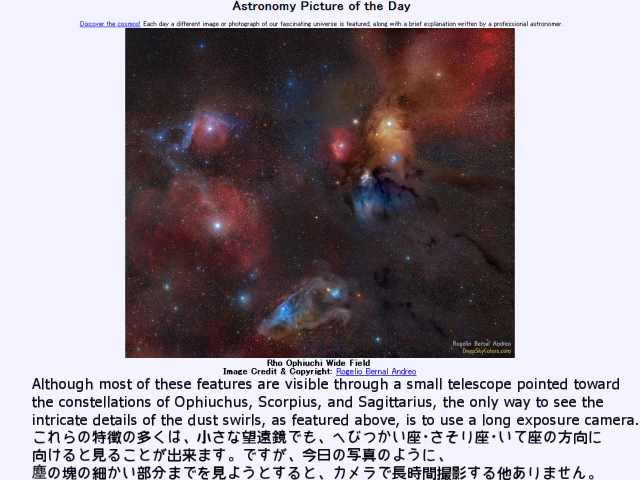 Astronomy Picture of the Day
Discover the cosmos! Each day a different image or photograph of our fascinating universe is featured, along with a brief explanation written by a professional astronomer.
Rogelio Bernal Andreo
DeepSkyColors.com
Rho Ophiuchi Wide Field
Image Credit & Copyright: Rogelio Bernal Andreo
Although most of these features are visible through a small telescope pointed toward
the constellations of Ophiuchus, Scorpius, and Sagittarius, the only way to see the
intricate details of the dust swirls, as featured above, is to use a long exposure camera.
これらの特徴の多くは、小さな望遠鏡でも、へびつかい座・さそり座・いて座の方向に
向けると見ることが出来ます。ですが、今日の写真のように、
塵の塊の細かい部分までを見ようとすると、カメラで長時間撮影する他ありません。